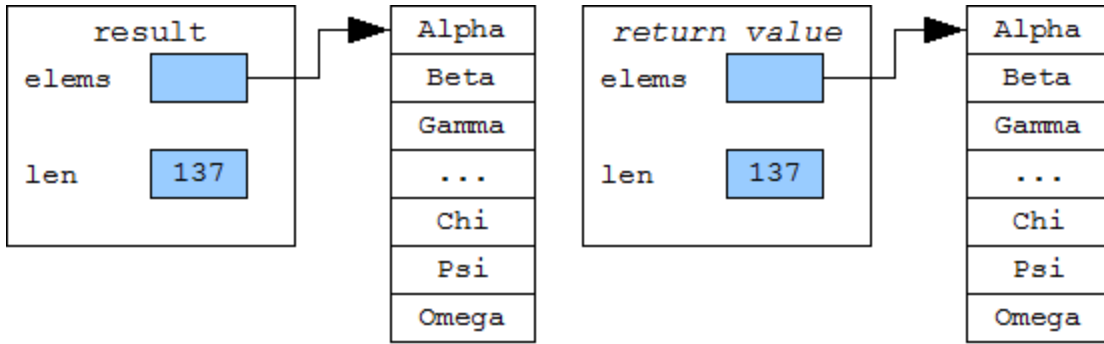 result
elems
len
137
Alpha
Beta
Gamma
...
Chi
Psi
Omega
return value
elems
len
137
Alpha
Beta
Gamma
...
Chi
Psi
Omega